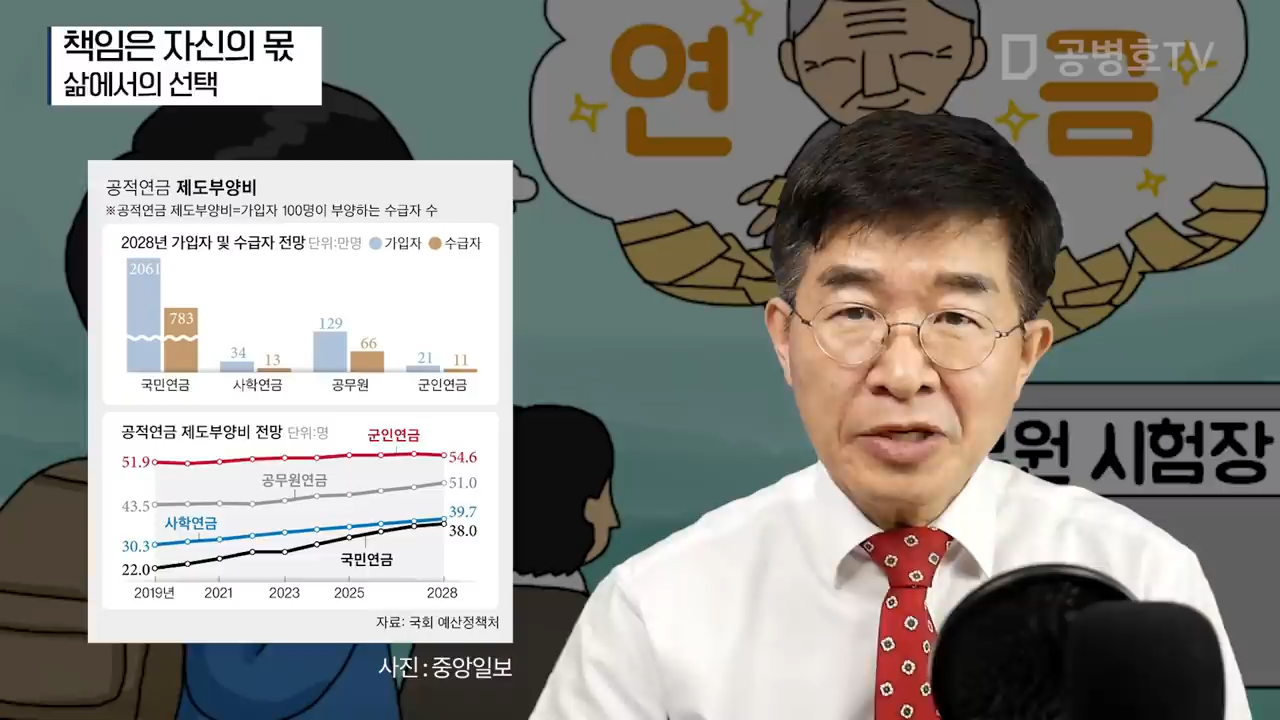 책임은 자신의 몫
삶에서의 선택
연 금
공병호TV
공적연금 제도부양비
※공적연금 제도부양비=가입자 100명이 부양하는 수급자 수
2028년 가입자 및 수급자 전망 단위:만명 가입자 수급자
2061 783 34 13 129 66 21 11
국민연금 사학연금 공무원 군인연금
공적연금 제도부양비 전망 단위:명
군인연금
51.9 54.6
공무원연금
43.5 51.0
사학연금
30.3 39.7
22.0 38.0
국민연금
2019년 2021 2023 2025 2028
자료: 국회 예산정책처
사진 : 중앙일보
원 시험장